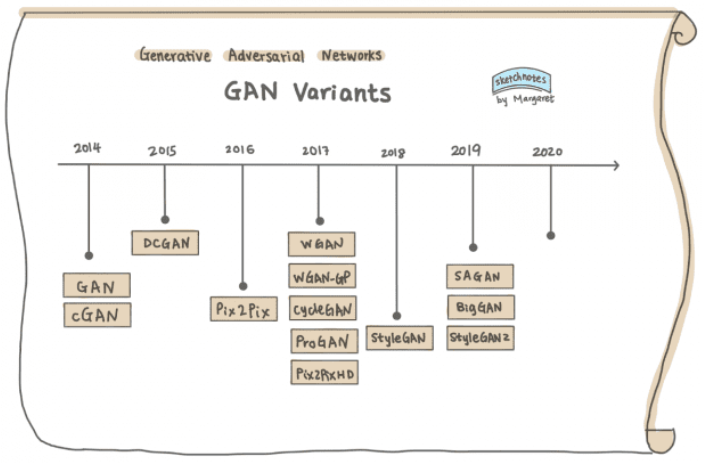 Generative Adversarial Networks
GAN Variants
sketchnotes
by Margaret
2014 2015 2016 2017 2018 2019 2020
GAN
cGAN
DCGAN
Pix2Pix
WGAN
WGAN-GP
CycleGAN
ProGAN
Pix2PixHD
StyleGAN
SAGAN
BigGAN
StyleGAN2